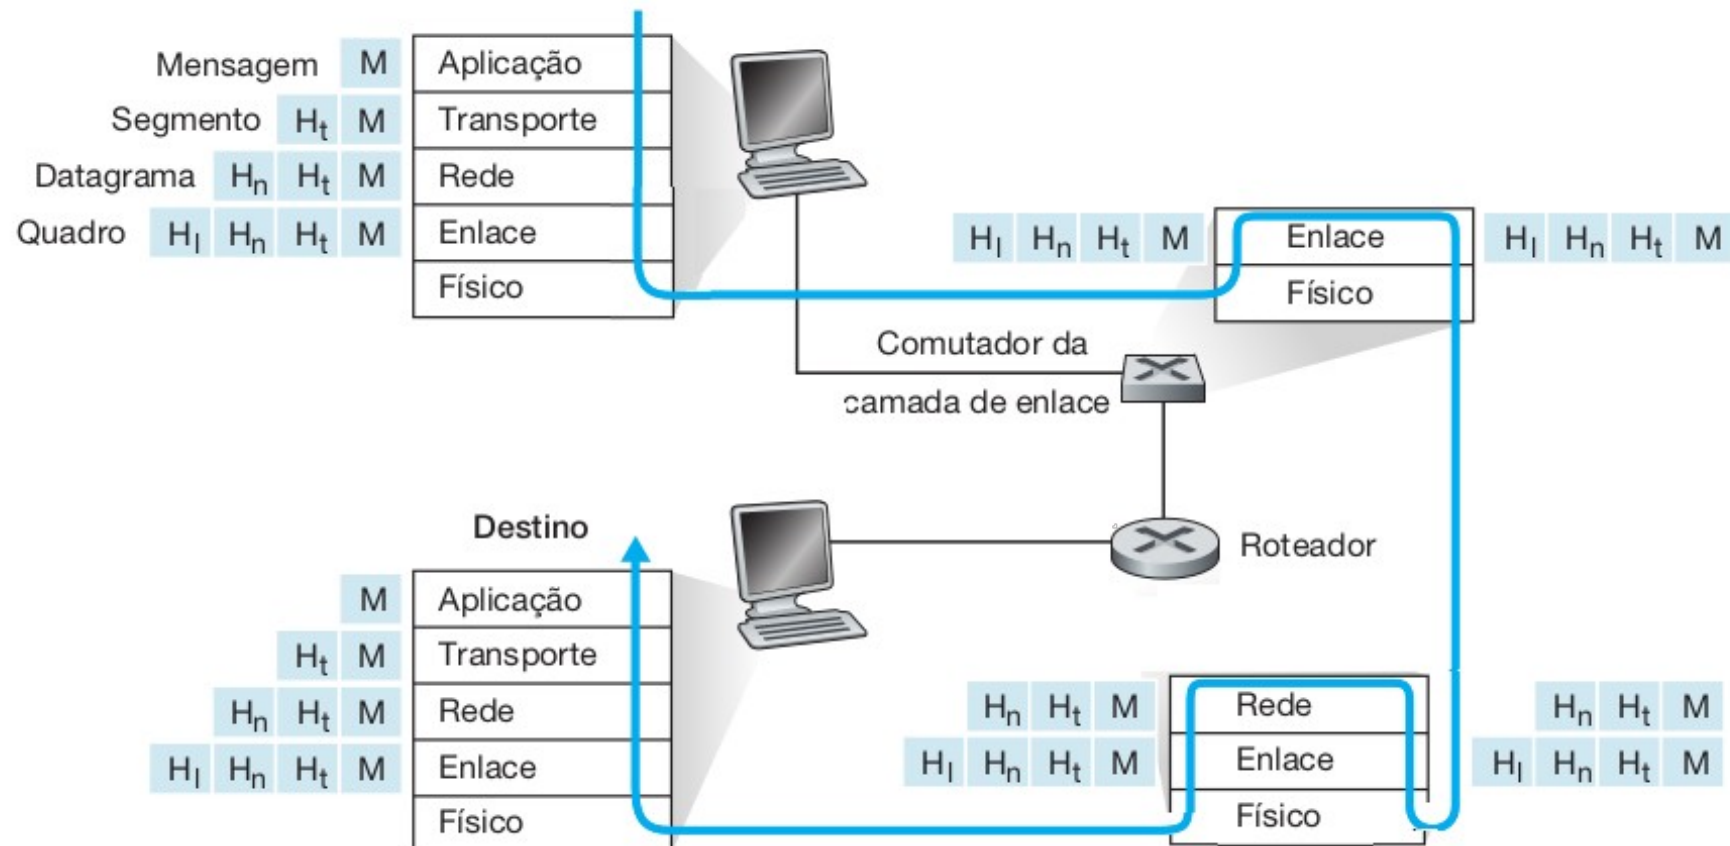 Mensagem M Aplicação
Segmento Ht M Transporte
Datagrama Hn Ht M Rede
Quadro Hl Hn Ht M Enlace
Físico
Hl Hn Ht M Enlace Hl Hn Ht M
Físico
Comutador da
camada de enlace
Destino
Roteador
M Aplicação
Ht M Transporte
Hn Ht M Rede
Hl Hn Ht M Enlace
Físico
Hn Ht M Rede Hn Ht M
Hl Hn Ht M Enlace Hl Hn Ht M
Físico